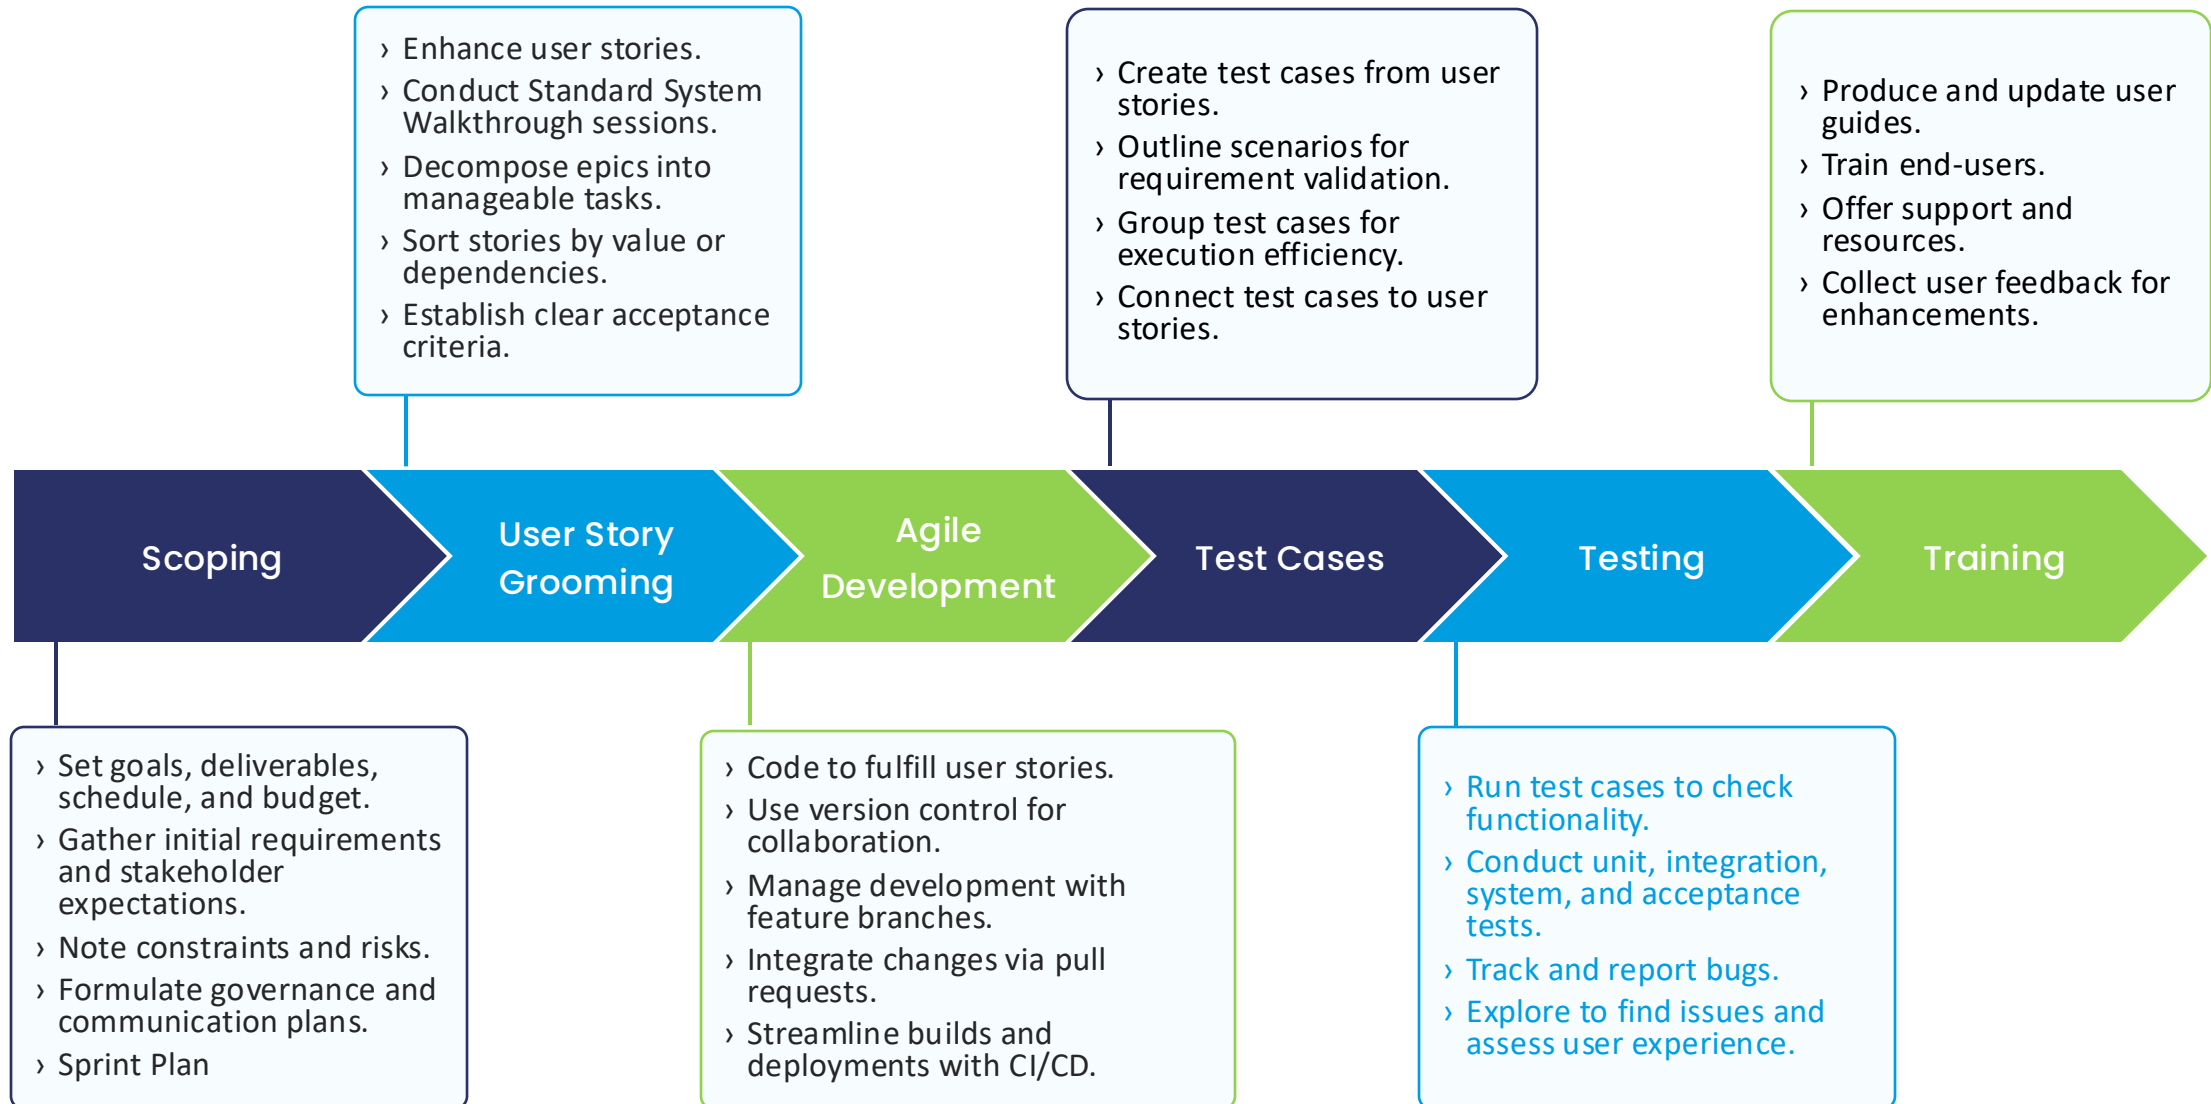 › Enhance user stories.
› Conduct Standard System
Walkthrough sessions.
› Decompose epics into
manageable tasks.
› Sort stories by value or
dependencies.
› Establish clear acceptance
criteria.
› Create test cases from user
stories.
› Outline scenarios for
requirement validation.
› Group test cases for
execution efficiency.
› Connect test cases to user
stories.
› Produce and update user
guides.
› Train end-users.
› Offer support and
resources.
› Collect user feedback for
enhancements.
Scoping
User Story
Grooming
Agile
Development
Test Cases
Testing
Training
› Set goals, deliverables,
schedule, and budget.
› Gather initial requirements
and stakeholder
expectations.
› Note constraints and risks.
› Formulate governance and
communication plans.
› Sprint Plan
› Code to fulfill user stories.
› Use version control for
collaboration.
› Manage development with
feature branches.
› Integrate changes via pull
requests.
› Streamline builds and
deployments with CI/CD.
› Run test cases to check
functionality.
› Conduct unit, integration,
system, and acceptance
tests.
› Track and report bugs.
› Explore to find issues and
assess user experience.